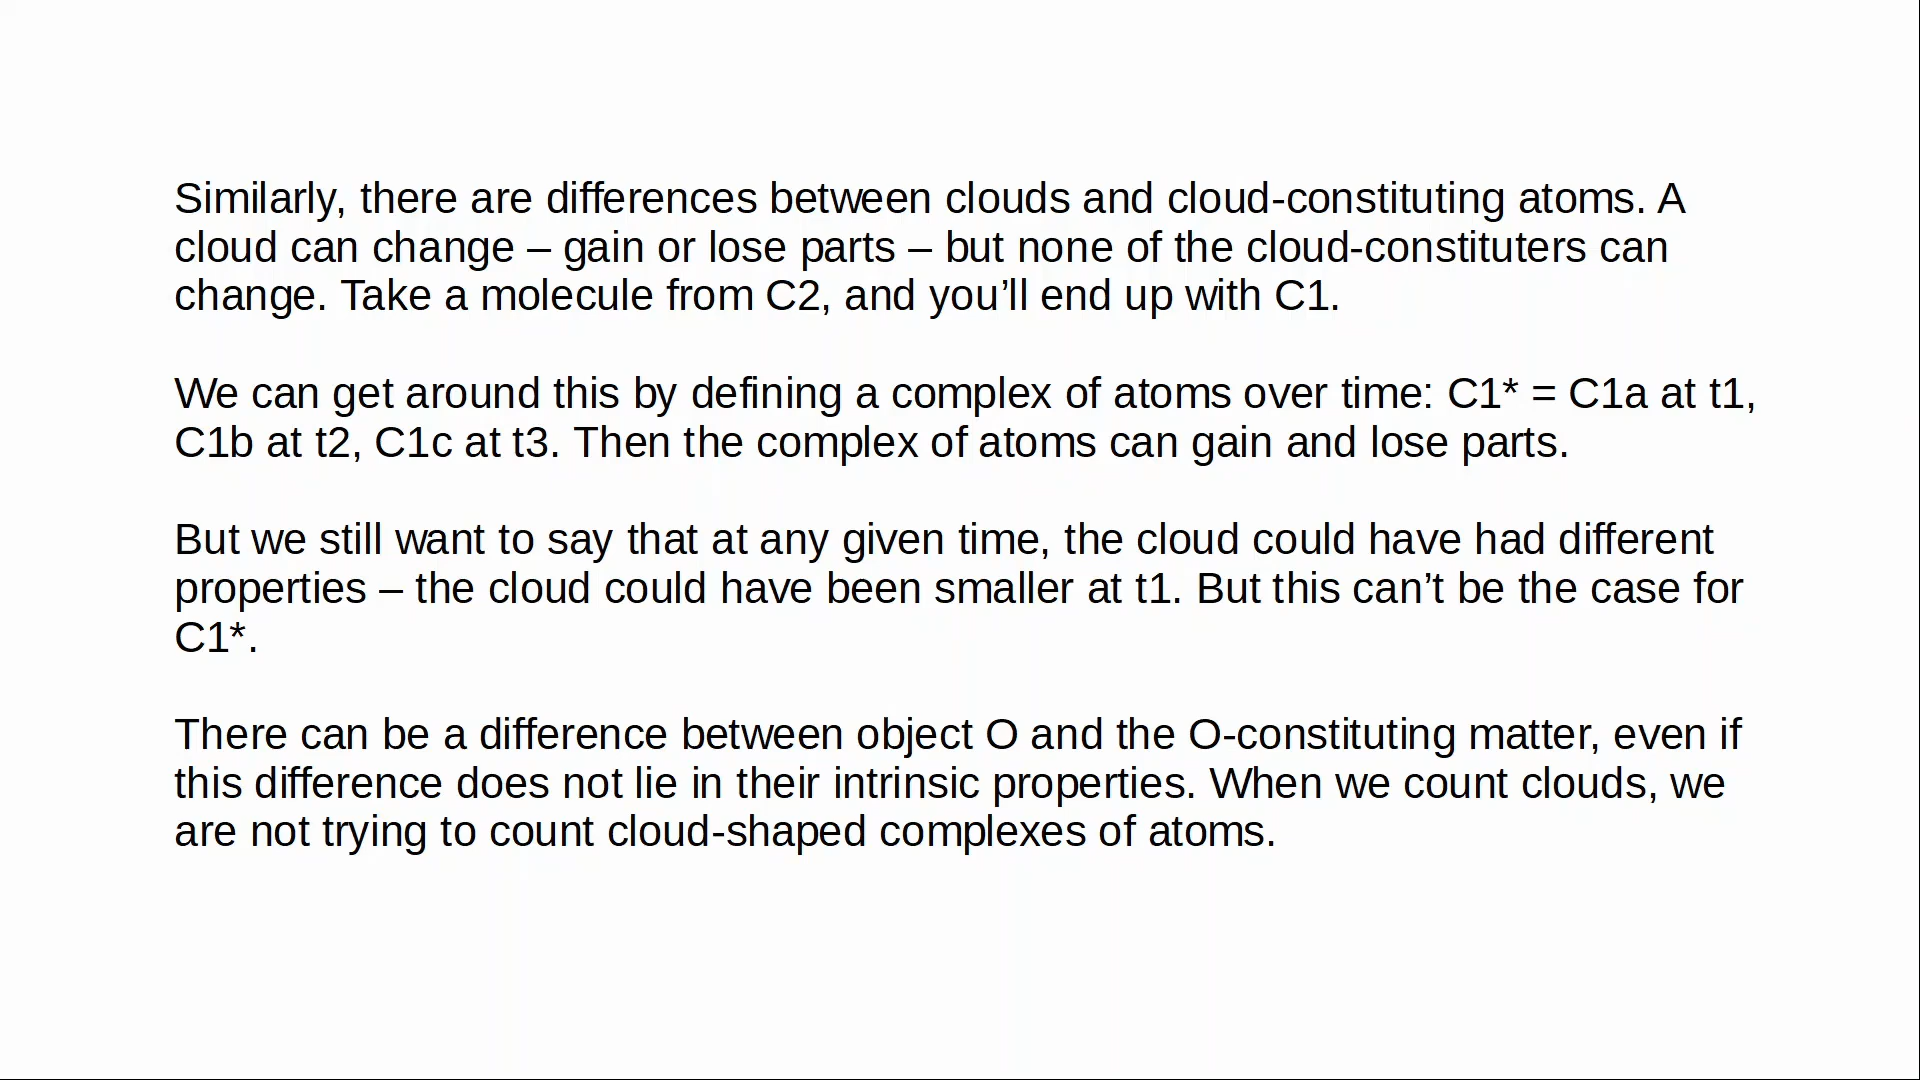 Similarly, there are differences between clouds and cloud-constituting atoms. A
cloud can change – gain or lose parts – but none of the cloud-constituters can
change. Take a molecule from C2, and you’ll end up with C1.
We can get around this by defining a complex of atoms over time: C1* = C1a at t1,
C1b at t2, C1c at t3. Then the complex of atoms can gain and lose parts.
But we still want to say that at any given time, the cloud could have had different
properties – the cloud could have been smaller at t1. But this can’t be the case for
C1*.
There can be a difference between object O and the O-constituting matter, even if
this difference does not lie in their intrinsic properties. When we count clouds, we
are not trying to count cloud-shaped complexes of atoms.